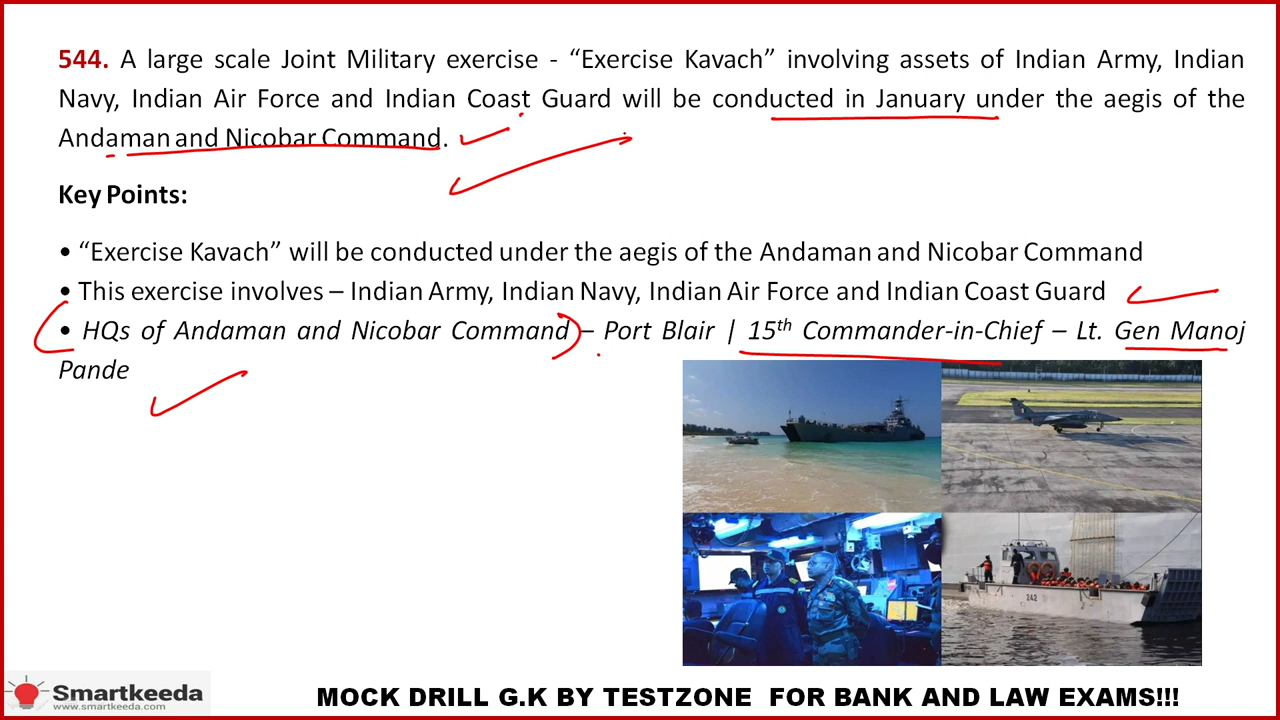 544. A large scale Joint Military exercise - “Exercise Kavach” involving assets of Indian Army, Indian
Navy, Indian Air Force and Indian Coast Guard will be conducted in January under the aegis of the
Andaman and Nicobar Command.
Key Points:
• “Exercise Kavach” will be conducted under the aegis of the Andaman and Nicobar Command
• This exercise involves – Indian Army, Indian Navy, Indian Air Force and Indian Coast Guard
• HQs of Andaman and Nicobar Command – Port Blair | 15th Commander-in-Chief – Lt. Gen Manoj
Pande
242
Smartkeeda
www.smartkeeda.com
MOCK DRILL G.K BY TESTZONE FOR BANK AND LAW EXAMS!!!